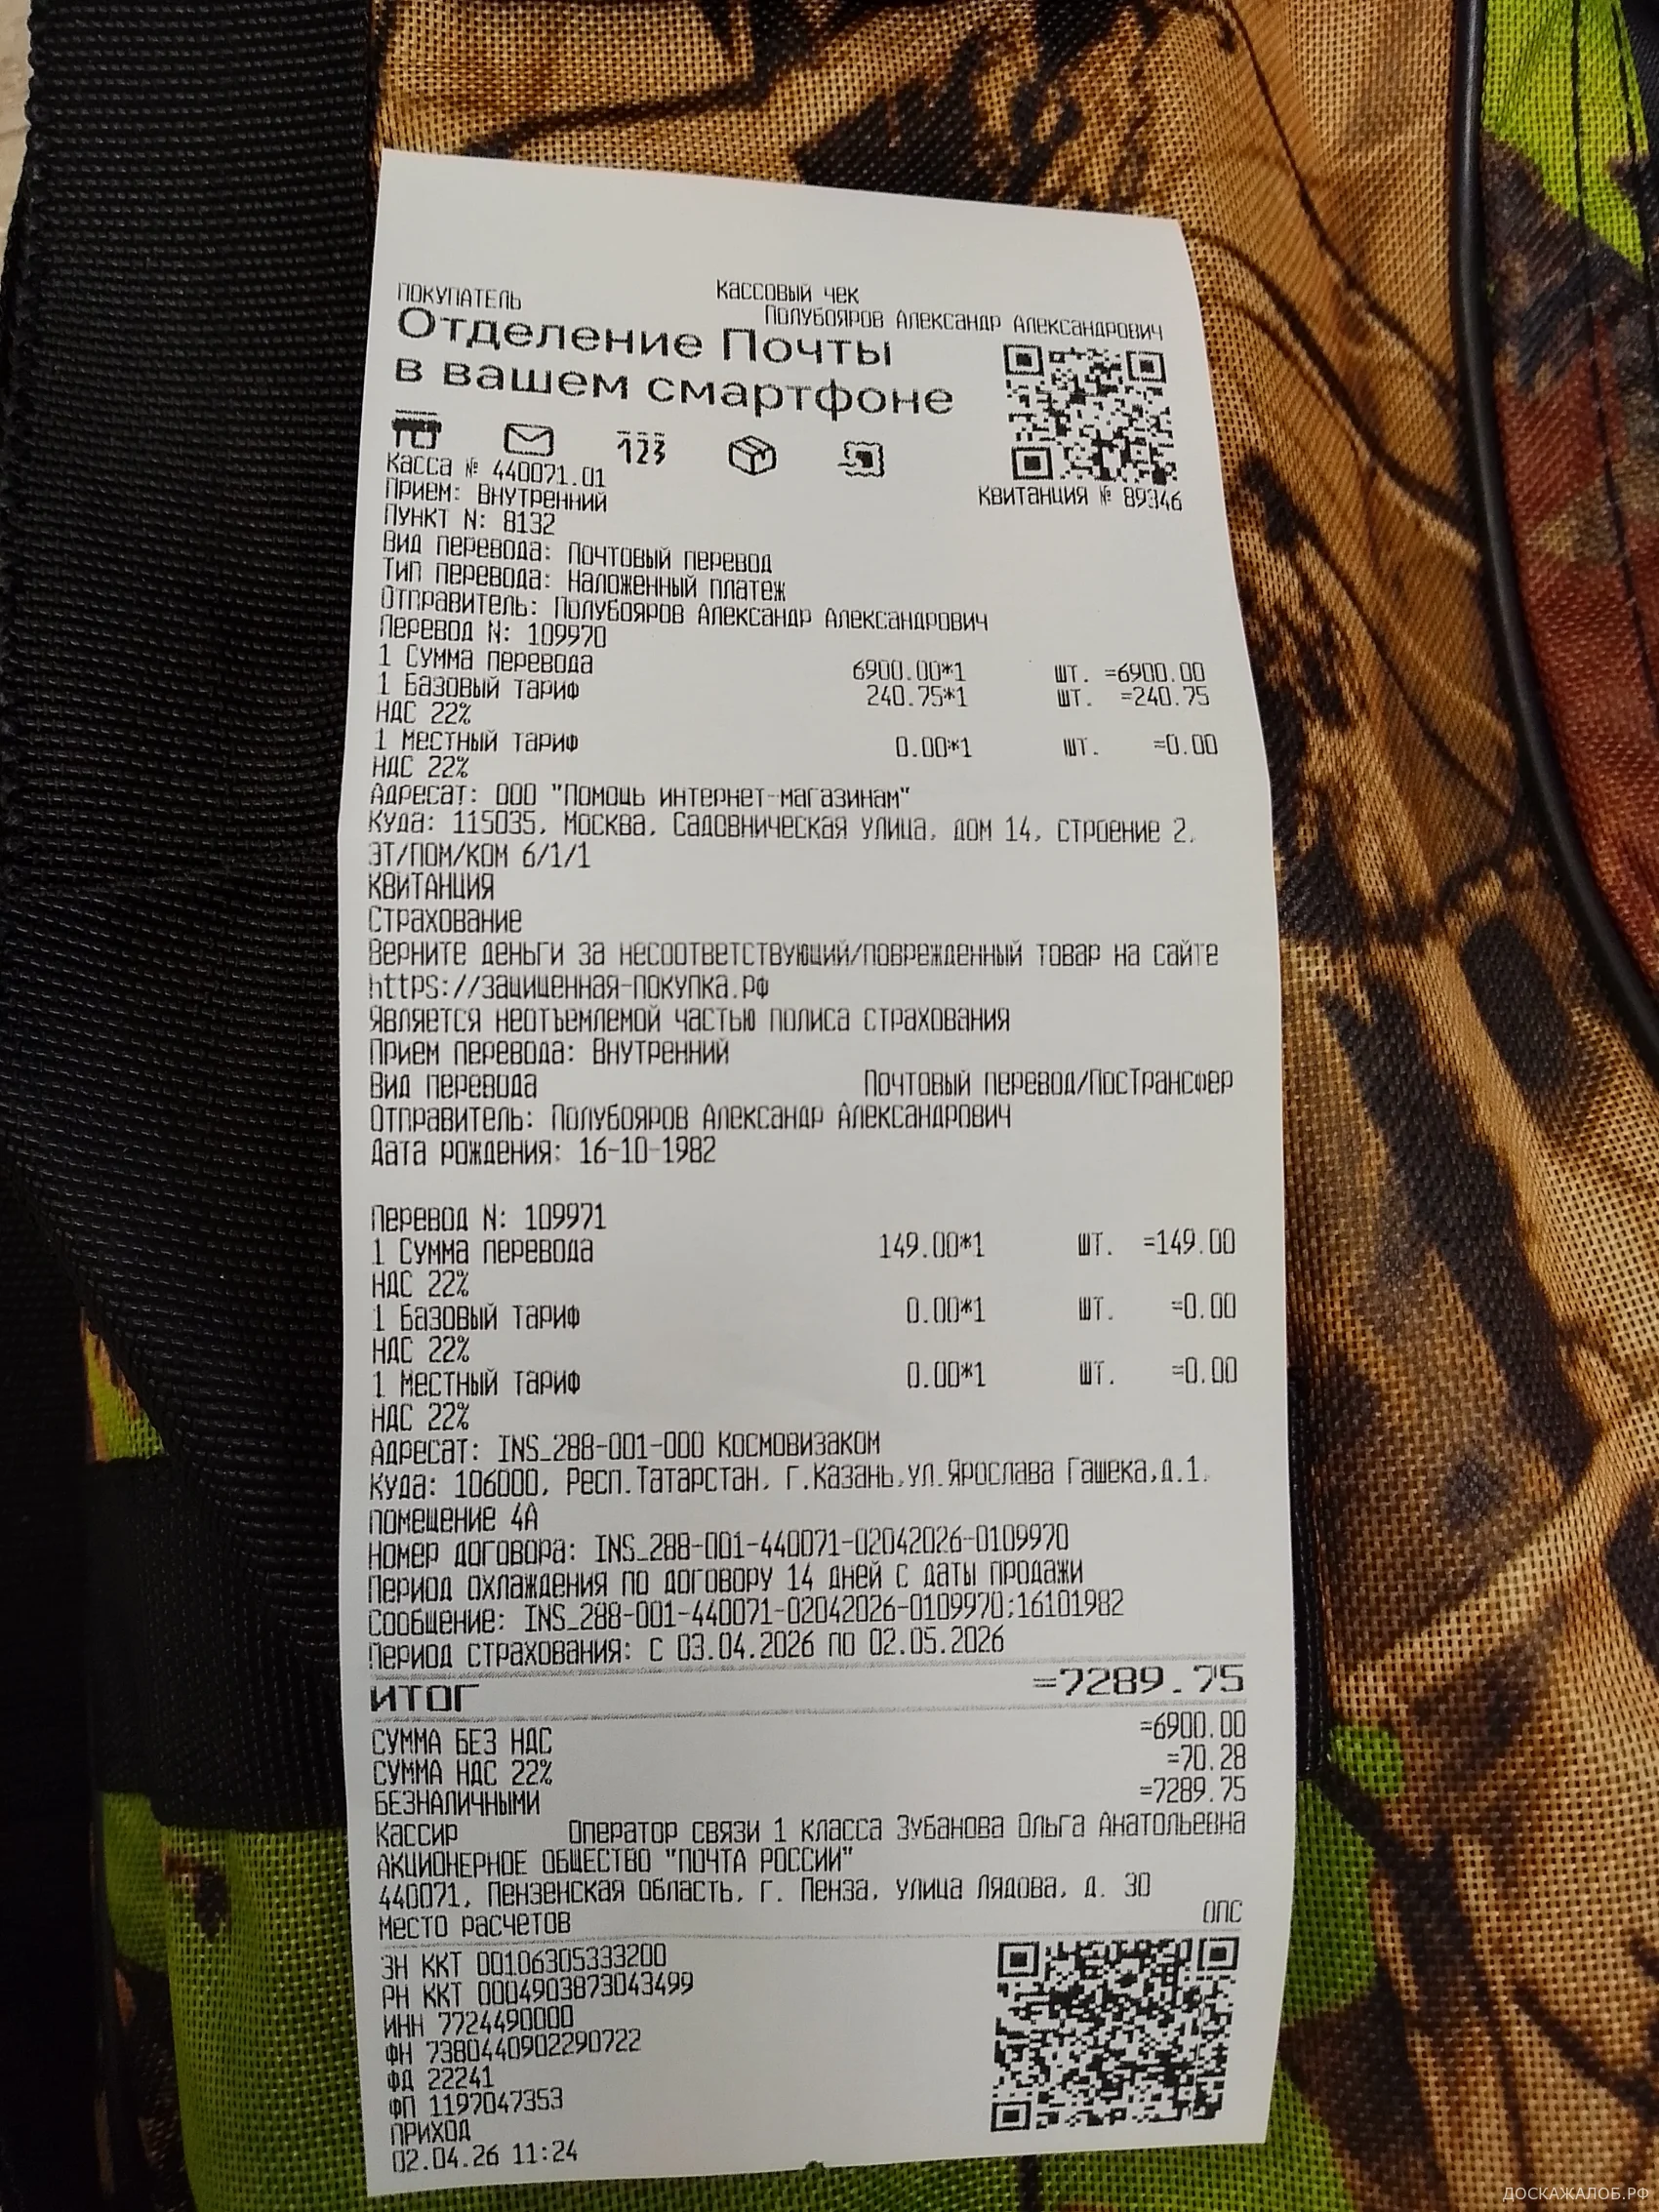 Кассовый чек
ПОКУПАТЕЛЬ Полубояров Александр Александрович
Отделение Почты
в вашем смартфоне
123
Касса № 440071.01
Прием: Внутренний Квитанция № 89346
Пункт N: 8132
Вид перевода: Почтовый перевод
Тип перевода: Наложенный платеж
Отправитель: Полубояров Александр Александрович
Перевод N: 109970
1 Сумма перевода 6900.00*1 шт. =6900.00
1 Базовый тариф 240.75*1 шт. =240.75
НДС 22%
1 Местный тариф 0.00*1 шт. =0.00
НДС 22%
Адресат: ООО "Помощь интернет-магазинам"
Куда: 115035, Москва, Садовническая улица, дом 14, строение 2,
эт/пом/ком 6/1/1
КВИТАНЦИЯ
Страхование
Верните деньги за несоответствующий/поврежденный товар на сайте
https://защищенная-покупка.рф
Является неотъемлемой частью полиса страхования
Прием перевода: Внутренний
Вид перевода Почтовый перевод/ПосТрансфер
Отправитель: Полубояров Александр Александрович
Дата рождения: 16-10-1982
Перевод N: 109971
1 Сумма перевода 149.00*1 шт. =149.00
НДС 22%
1 Базовый тариф 0.00*1 шт. =0.00
НДС 22%
1 Местный тариф 0.00*1 шт. =0.00
НДС 22%
Адресат: INS_288-001-000 Космовизаком
Куда: 106000, Респ.Татарстан, г.Казань,ул.Ярослава Гашека,д.1,
помещение 4А
Номер договора: INS_288-001-440071-02042026-0109970
Период охлаждения по договору 14 дней с даты продажи
Сообщение: INS_288-001-440071-02042026-0109970;16101982
Период страхования: с 03.04.2026 по 02.05.2026
ИТОГ =7289.75
СУММА БЕЗ НДС =6900.00
СУММА НДС 22% =70.28
БЕЗНАЛИЧНЫМИ =7289.75
Кассир Оператор связи 1 класса Зубанова Ольга Анатольевна
АКЦИОНЕРНОЕ ОБЩЕСТВО "ПОЧТА РОССИИ"
440071, Пензенская область, г. Пенза, улица Лядова, д. 30
Место расчетов ОПС
ЗН ККТ 00106305333200
РН ККТ 0004903873043499
ИНН 7724490000
ФН 7380440902290722
ФД 22241
ФП 1197047353
ПРИХОД
02.04.26 11:24
ДОСКАЖАЛОБ.РФ